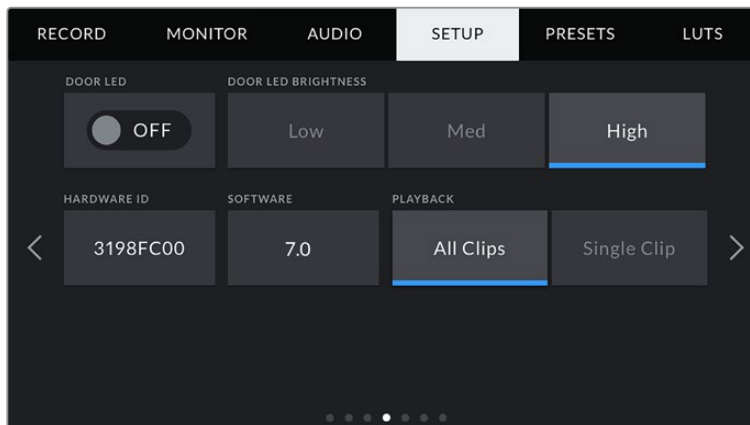 RECORD MONITOR AUDIO SETUP PRESETS LUTS
DOOR LED DOOR LED BRIGHTNESS
OFF Low Med High
HARDWARE ID SOFTWARE PLAYBACK
3198FC00 7.0 All Clips Single Clip